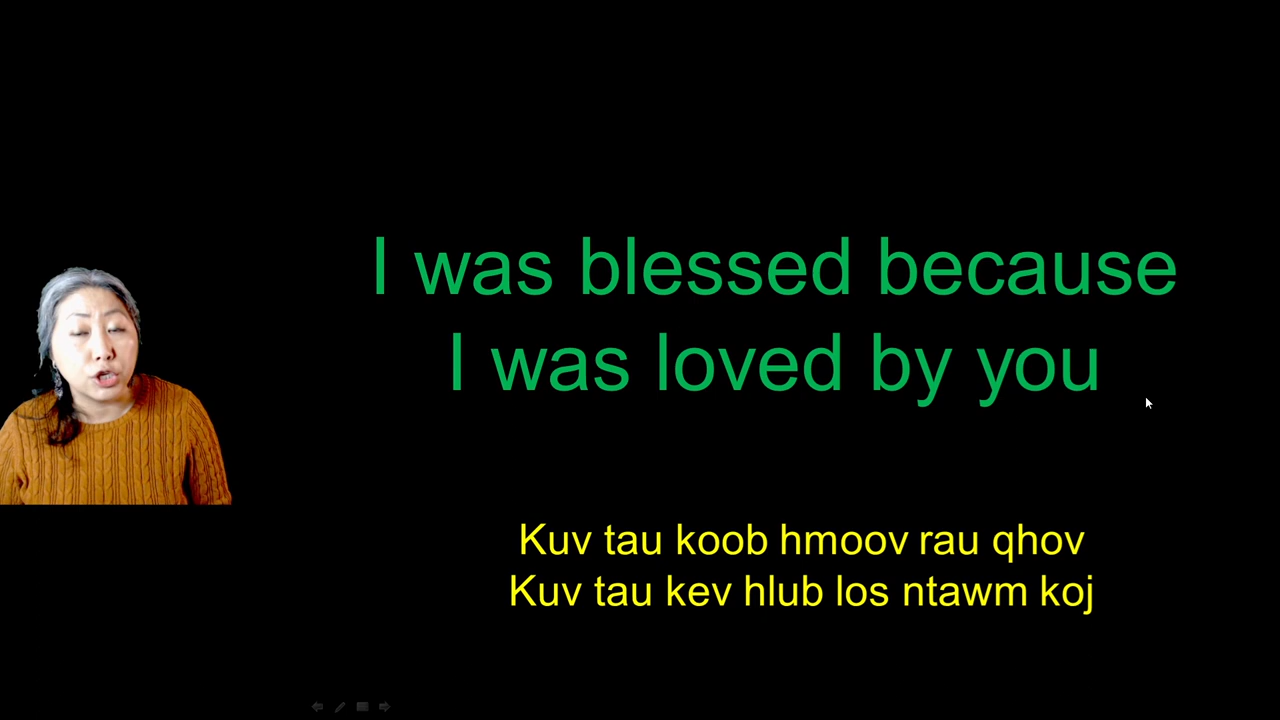 I was blessed because
I was loved by you
Kuv tau koob hmoov rau qhov
Kuv tau kev hlub los ntawm koj